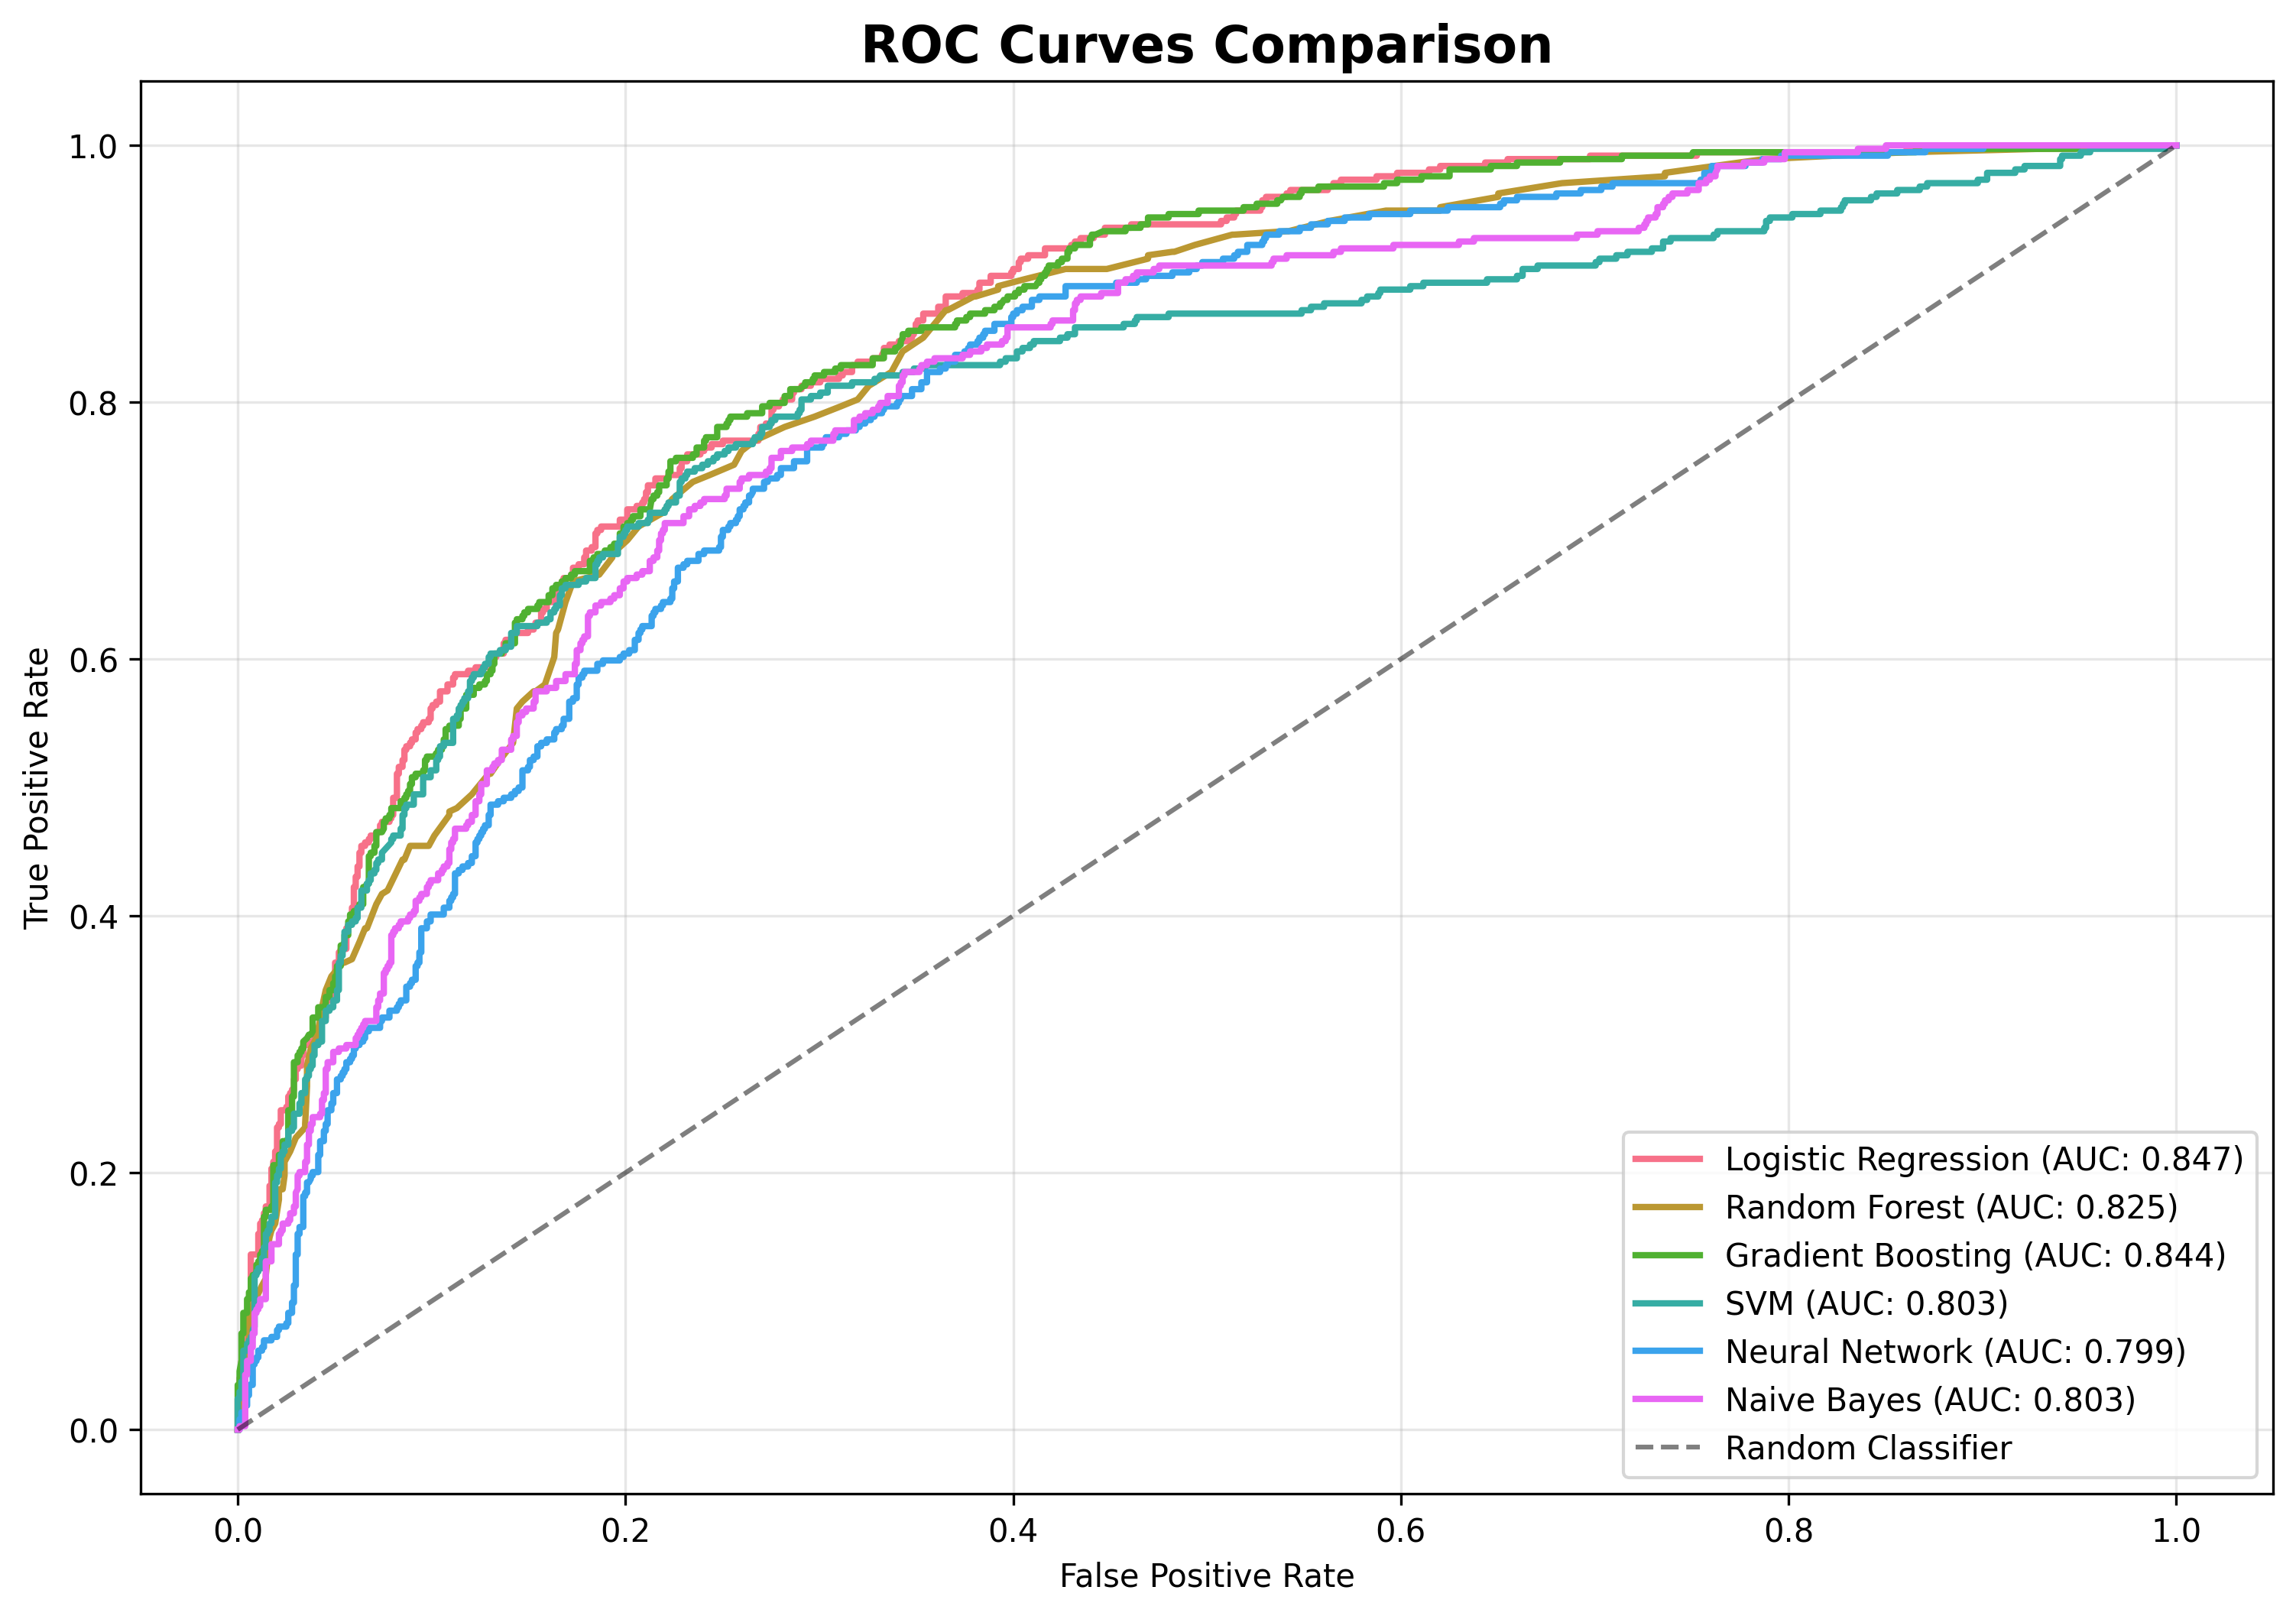 ROC Curves Comparison
1.0
0.8
0.6
0.4
0.2
0.0
True Positive Rate
0.0 0.2 0.4 0.6 0.8 1.0
False Positive Rate
Logistic Regression (AUC: 0.847)
Random Forest (AUC: 0.825)
Gradient Boosting (AUC: 0.844)
SVM (AUC: 0.803)
Neural Network (AUC: 0.799)
Naive Bayes (AUC: 0.803)
Random Classifier